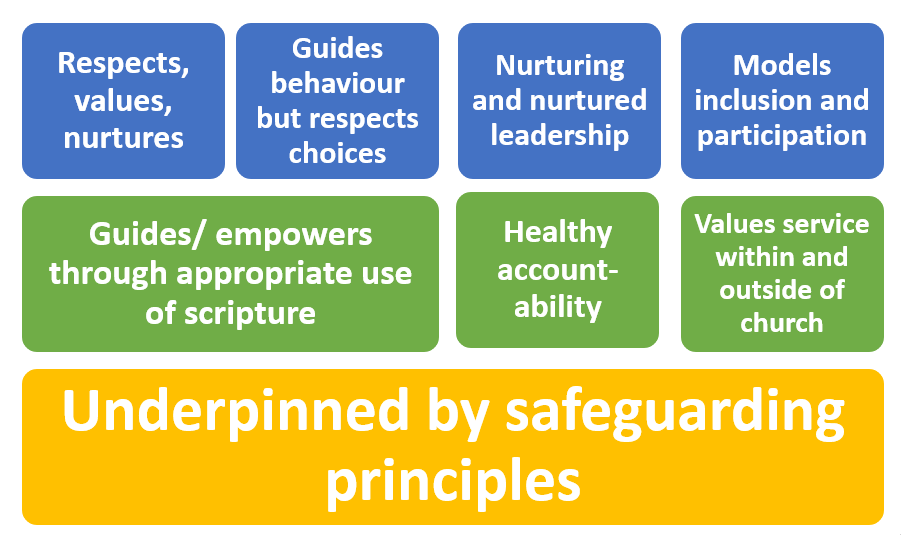 Respects,
values,
nurtures
Guides
behaviour
but respects
choices
Nurturing
and nurtured
leadership
Models
inclusion and
participation
Guides/ empowers
through appropriate use
of scripture
Healthy
account-
ability
Values service
within and
outside of
church
Underpinned by safeguarding
principles